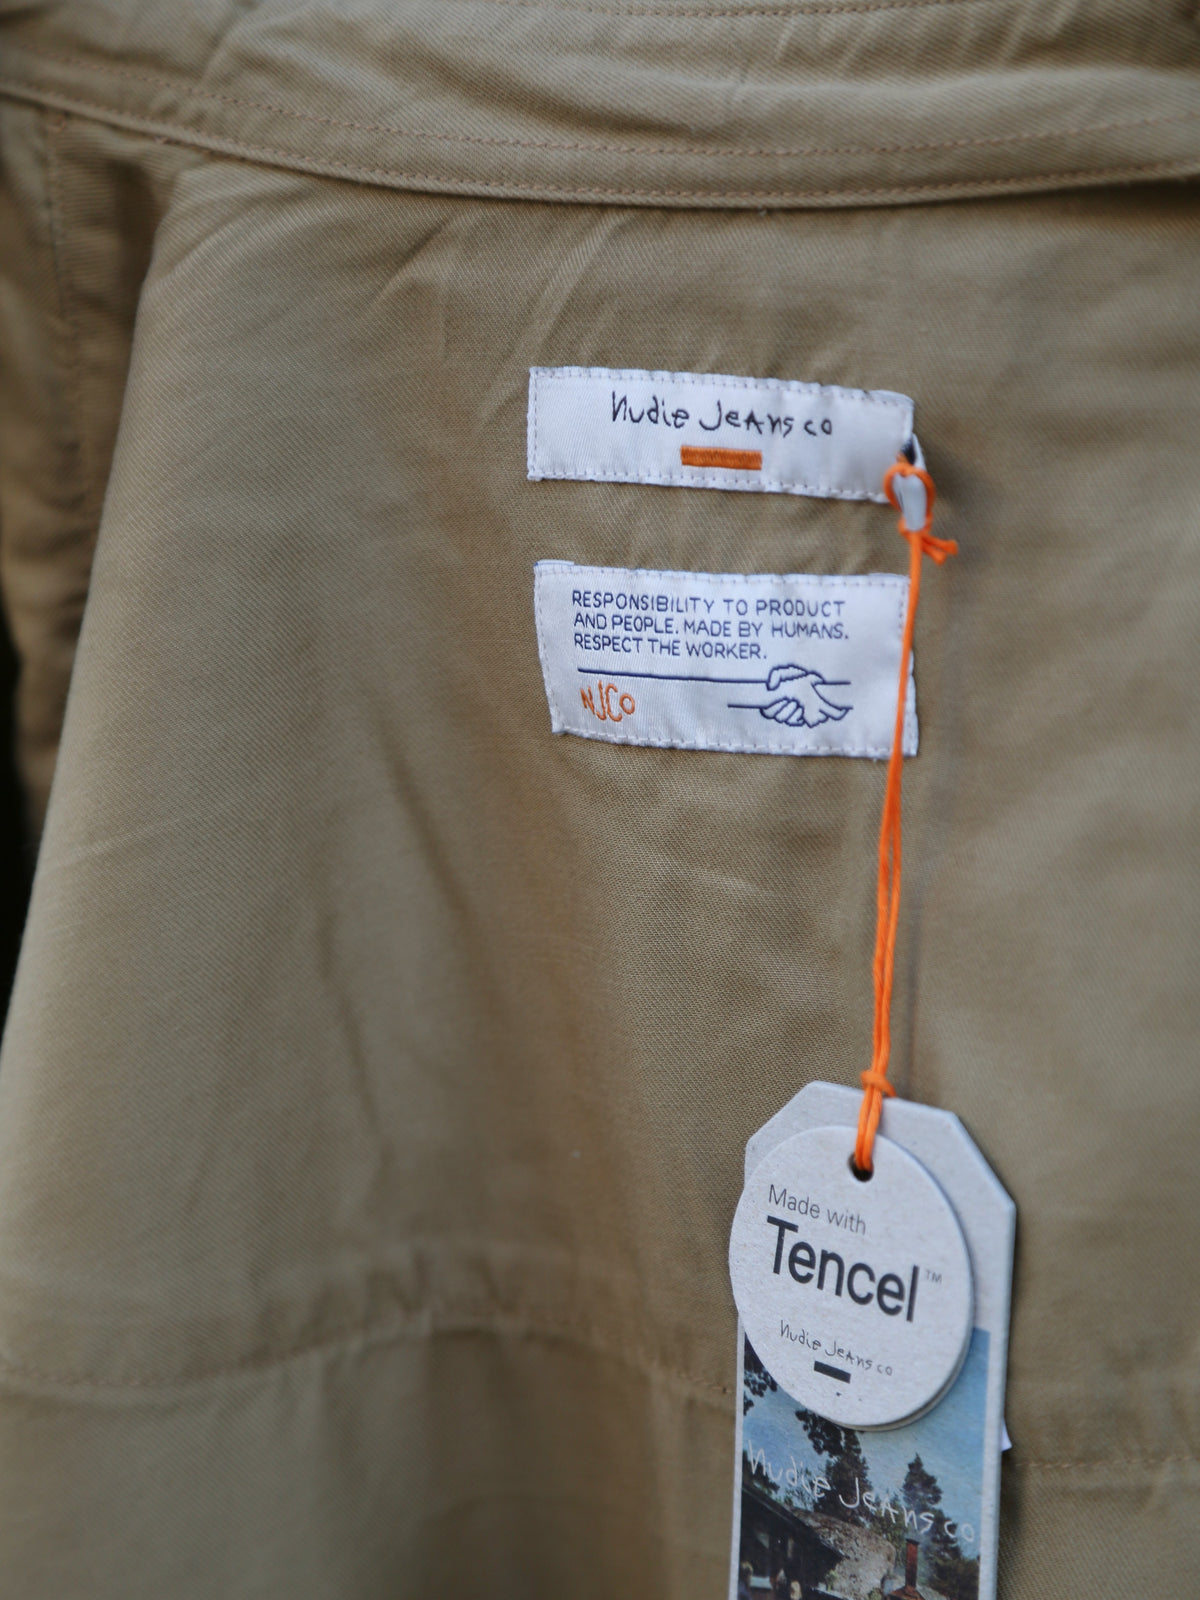 Nudie Jeans co
RESPONSIBILITY TO PRODUCT
AND PEOPLE. MADE BY HUMANS.
RESPECT THE WORKER.
NJCo
Made with
Tencel™
Nudie Jeans co
Nudie Jeans co